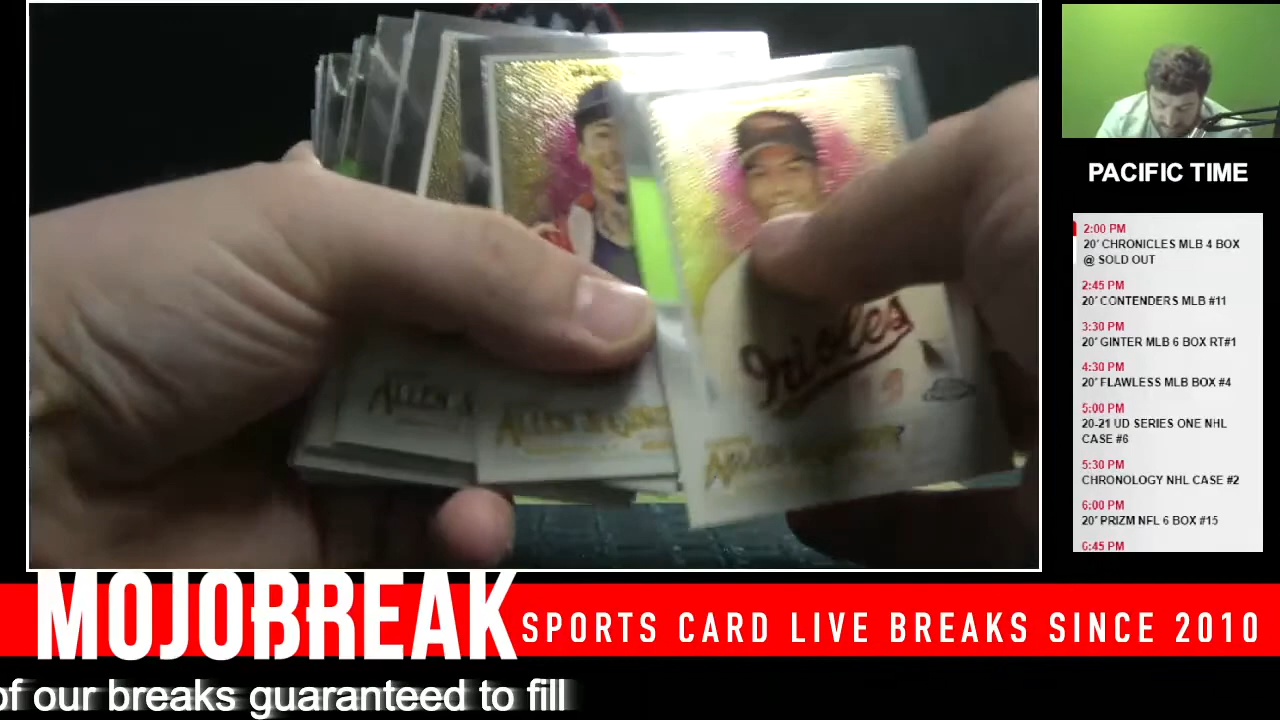 Orioles
ALLEN &
ALLEN & GINTER
PACIFIC TIME
2:00 PM
20' CHRONICLES MLB 4 BOX
@ SOLD OUT
2:45 PM
20' CONTENDERS MLB #11
3:30 PM
20' GINTER MLB 6 BOX RT#1
4:30 PM
20' FLAWLESS MLB BOX #4
5:00 PM
20-21 UD SERIES ONE NHL
CASE #6
5:30 PM
CHRONOLOGY NHL CASE #2
6:00 PM
20' PRIZM NFL 6 BOX #15
6:45 PM
MOJOBREAK
SPORTS CARD LIVE BREAKS SINCE 2010
of our breaks guaranteed to fill